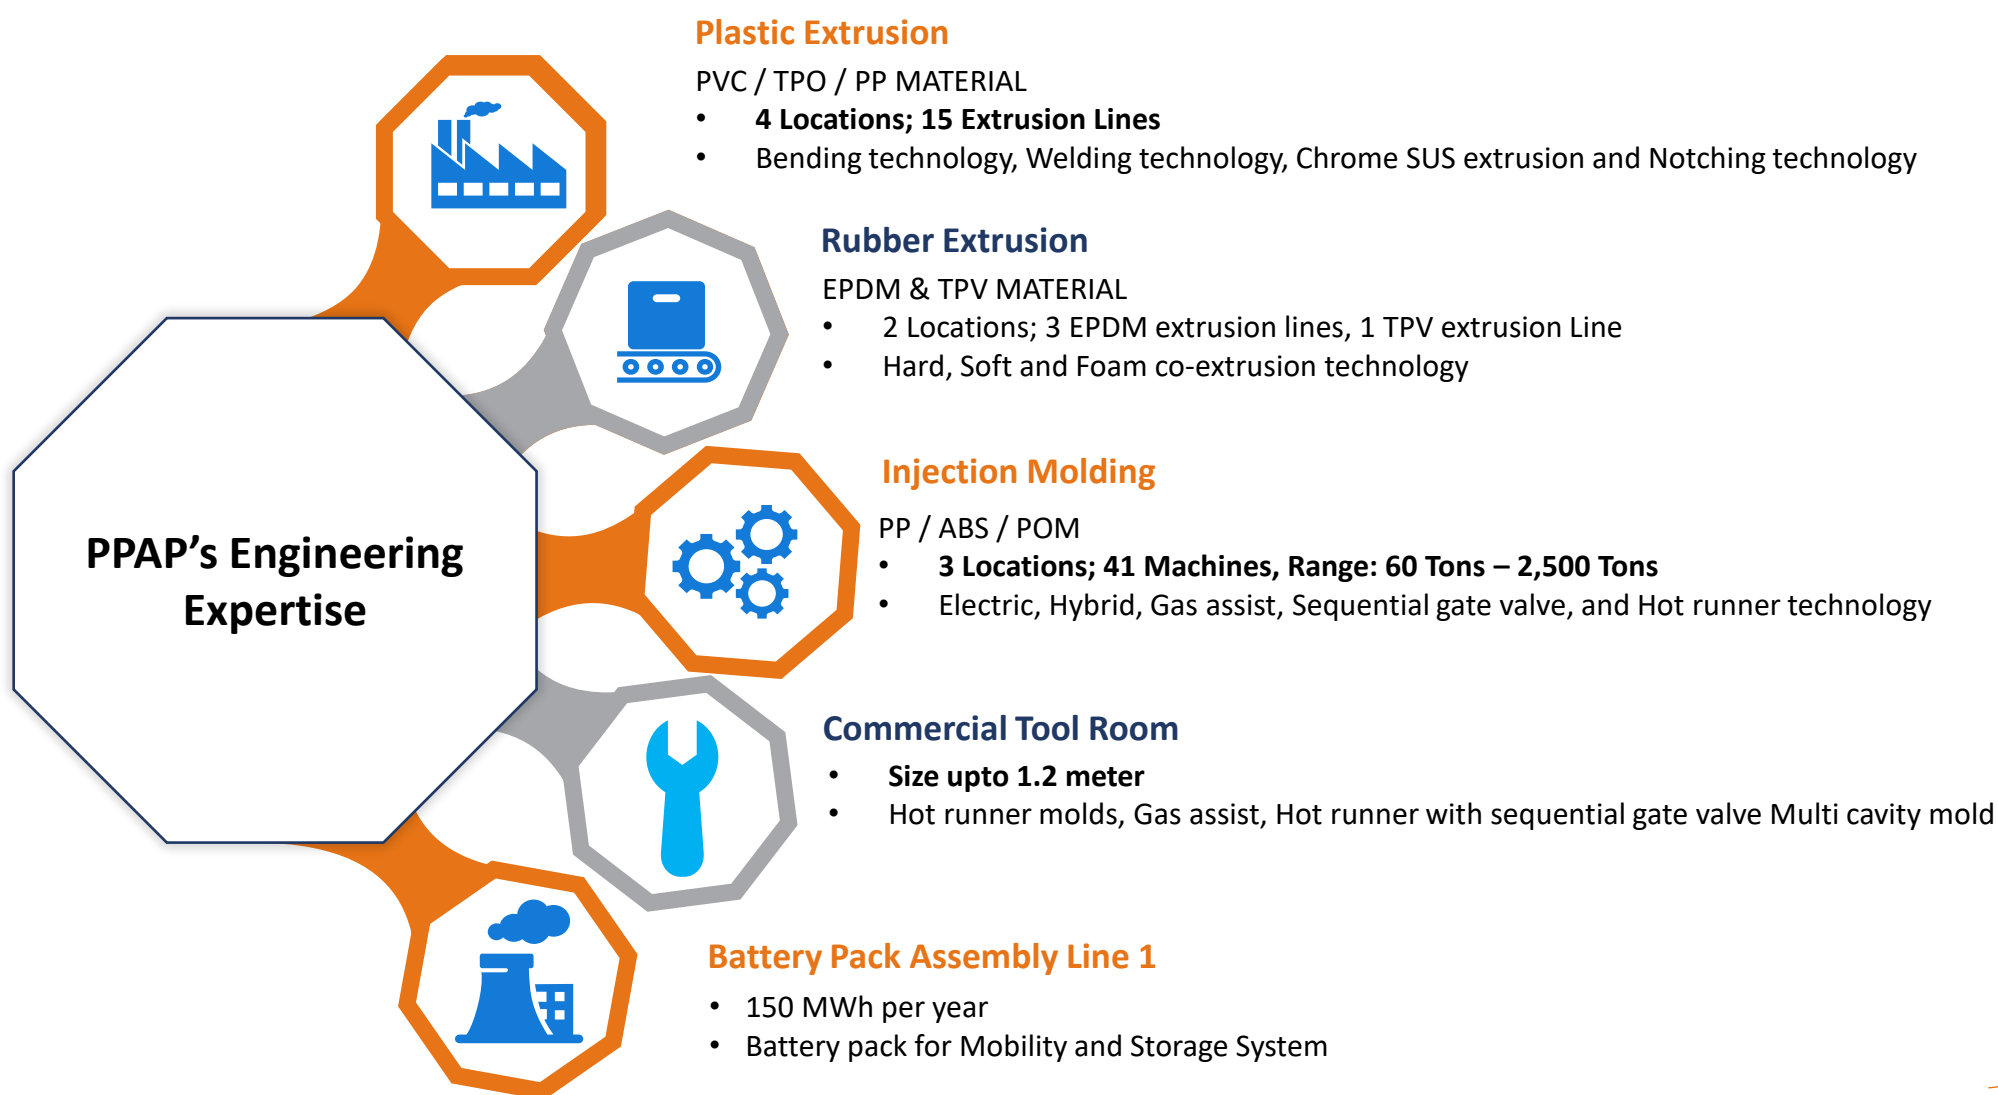 Plastic Extrusion
PVC / TPO / PP MATERIAL
• 4 Locations; 15 Extrusion Lines
• Bending technology, Welding technology, Chrome SUS extrusion and Notching technology
Rubber Extrusion
EPDM & TPV MATERIAL
• 2 Locations; 3 EPDM extrusion lines, 1 TPV extrusion Line
• Hard, Soft and Foam co-extrusion technology
Injection Molding
PP / ABS / POM
• 3 Locations; 41 Machines, Range: 60 Tons – 2,500 Tons
• Electric, Hybrid, Gas assist, Sequential gate valve, and Hot runner technology
PPAP’s Engineering
Expertise
Commercial Tool Room
• Size upto 1.2 meter
• Hot runner molds, Gas assist, Hot runner with sequential gate valve Multi cavity mold
Battery Pack Assembly Line 1
• 150 MWh per year
• Battery pack for Mobility and Storage System